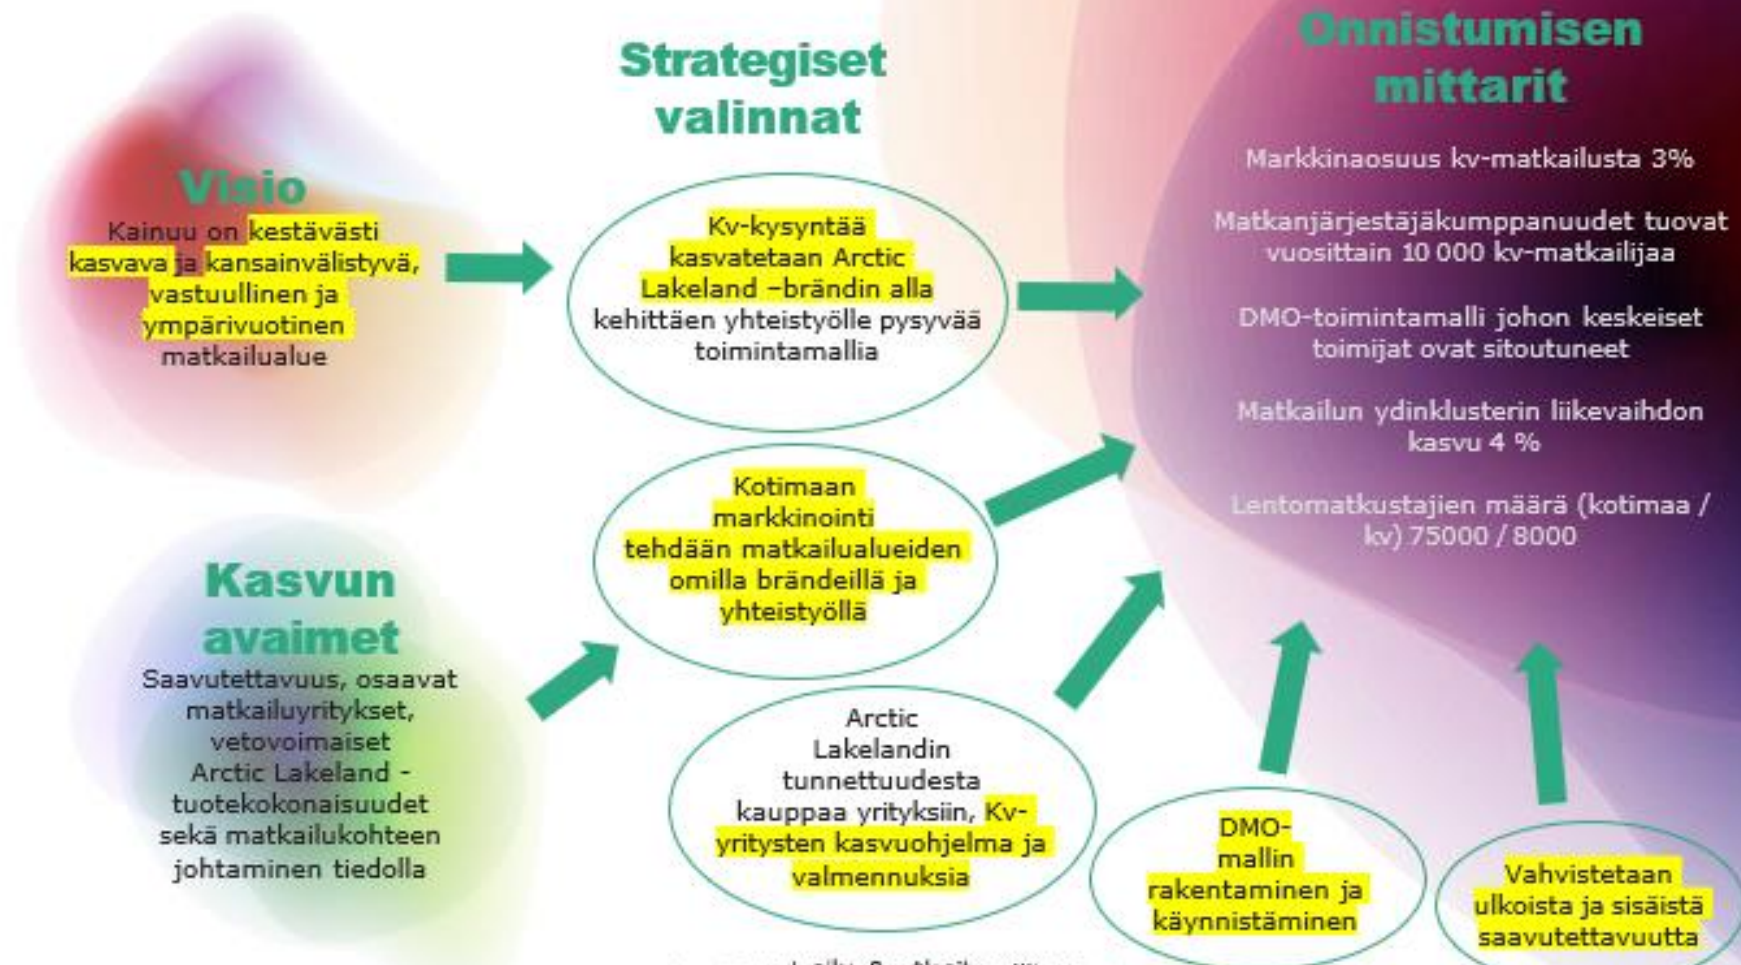 Visio
Kainuu on kestävästi
kasvava ja kansainvälistyvä,
vastuullinen ja
ympärivuotinen
matkailualue
Kasvun
avaimet
Saavutettavuus, osaavat
matkailuyritykset,
vetovoimaiset
Arctic Lakeland -
tuotekokonaisuudet
sekä matkailukohteen
johtaminen tiedolla
Strategiset
valinnat
Kv-kysyntää
kasvatetaan Arctic
Lakeland –brändin alla
kehittäen yhteistyölle pysyvää
toimintamallia
Kotimaan
markkinointi
tehdään matkailualueiden
omilla brändeillä ja
yhteistyöllä
Arctic
Lakelandin
tunnettuudesta
kauppaa yrityksiin, Kv-
yritysten kasvuohjelma ja
valmennuksia
DMO-
mallin
rakentaminen ja
käynnistäminen
Vahvistetaan
ulkoista ja sisäistä
saavutettavuutta
Onnistumisen
mittarit
Markkinaosuus kv-matkailusta 3%
Matkanjärjestäjäkumppanuudet tuovat
vuosittain 10 000 kv-matkailijaa
DMO-toimintamalli johon keskeiset
toimijat ovat sitoutuneet
Matkailun ydinklusterin liikevaihdon
kasvu 4 %
Lentomatkustajien määrä (kotimaa /
kv) 75000 / 8000